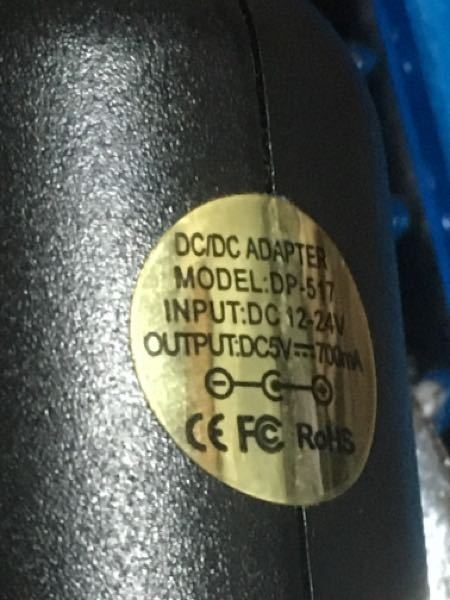 DC/DC ADAPTER
MODEL:DP-517
INPUT:DC 12-24V
OUTPUT:DC5V⎓700mA
CE FC RoHS